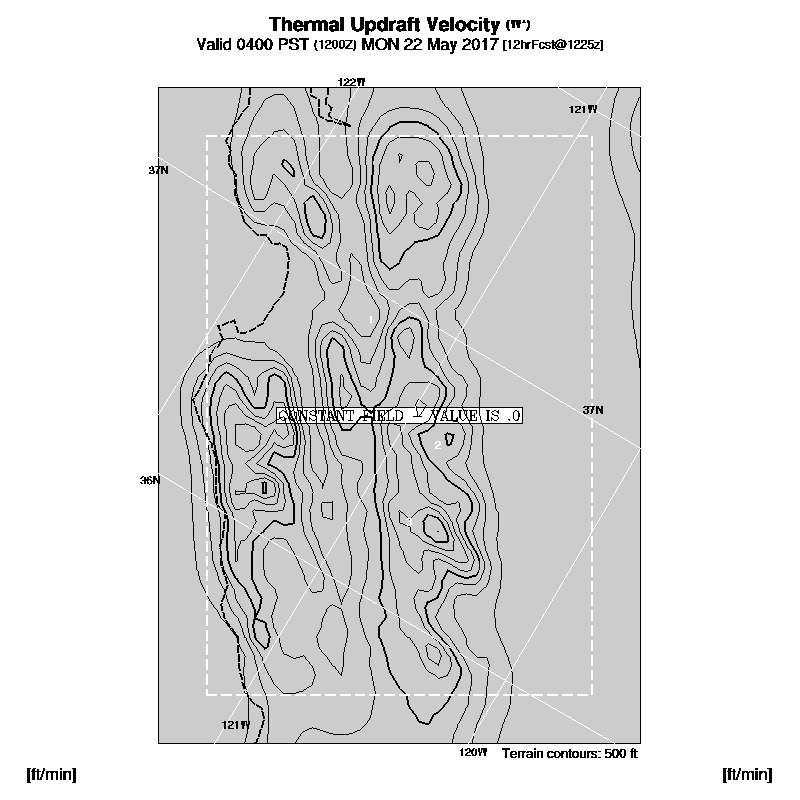 Thermal Updraft Velocity (W*)
Valid 0400 PST (1200Z) MON 22 May 2017 [12hrFcst@1225z]
122W
121W
37N
1
CONSTANT FIELD - VALUE IS .0
37N
2
36N
3
121W
120W
Terrain contours: 500 ft
[ft/min]
[ft/min]